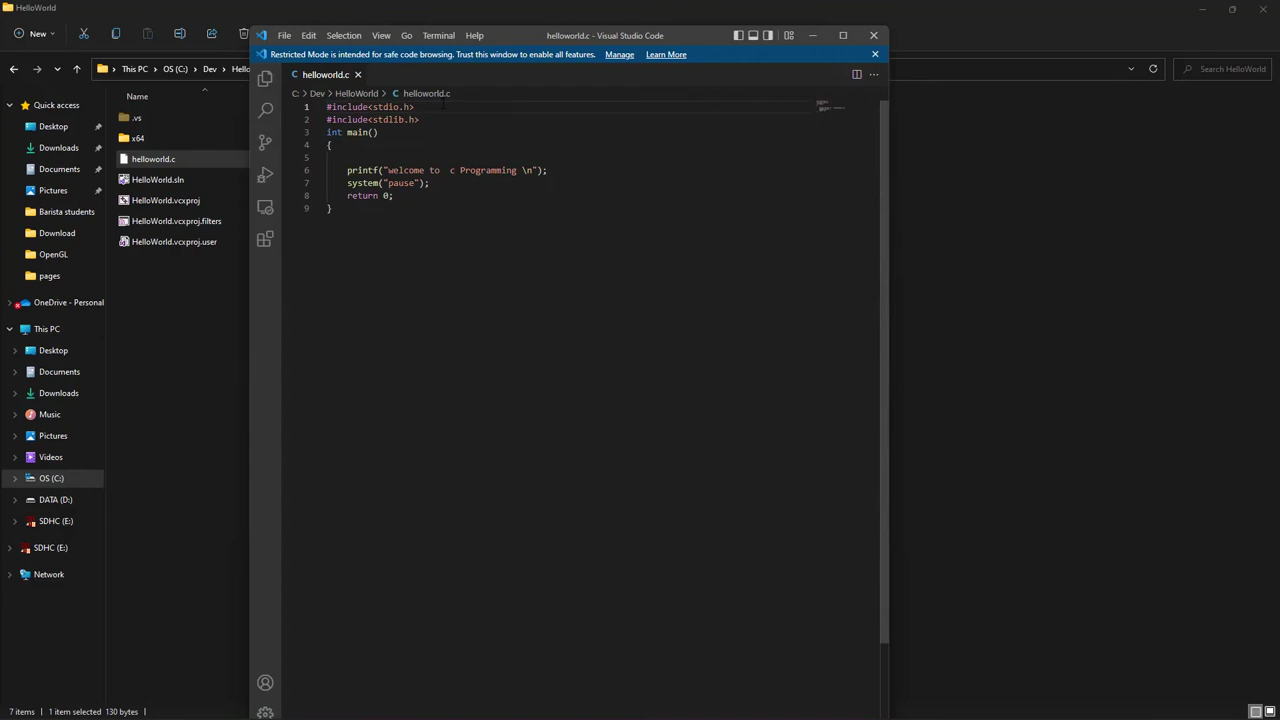 HelloWorld
New
This PC > OS (C:) > Dev > Hello
Search HelloWorld
Quick access
Desktop
Downloads
Documents
Pictures
Barista students
Download
OpenGL
pages
OneDrive - Personal
This PC
Desktop
Documents
Downloads
Music
Pictures
Videos
OS (C:)
DATA (D:)
SDHC (E:)
SDHC (E:)
Network
Name
.vs
x64
helloworld.c
HelloWorld.sln
HelloWorld.vcxproj
HelloWorld.vcxproj.filters
HelloWorld.vcxproj.user
7 items
1 item selected 130 bytes
File Edit Selection View Go Terminal Help
helloworld.c - Visual Studio Code
Restricted Mode is intended for safe code browsing. Trust this window to enable all features. Manage Learn More
helloworld.c
C: > Dev > HelloWorld > C helloworld.c
1 #include<stdio.h>
2 #include<stdlib.h>
3 int main()
4 {
5
6 printf("welcome to  c Programming \n");
7 system("pause");
8 return 0;
9 }